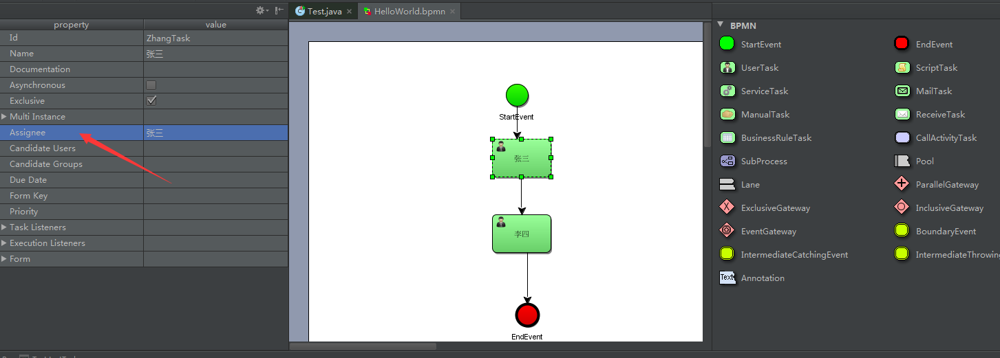 property value
Id ZhangTask
Name 张三
Documentation
Asynchronous
Exclusive
Multi Instance
Assignee 张三
Candidate Users
Candidate Groups
Due Date
Form Key
Priority
Task Listeners
Execution Listeners
Form
Test.java HelloWorld.bpmn
StartEvent
张三
李四
EndEvent
BPMN
StartEvent EndEvent
UserTask ScriptTask
ServiceTask MailTask
ManualTask ReceiveTask
BusinessRuleTask CallActivityTask
SubProcess Pool
Lane ParallelGateway
ExclusiveGateway InclusiveGateway
EventGateway BoundaryEvent
IntermediateCatchingEvent IntermediateThrowin
Text Annotation